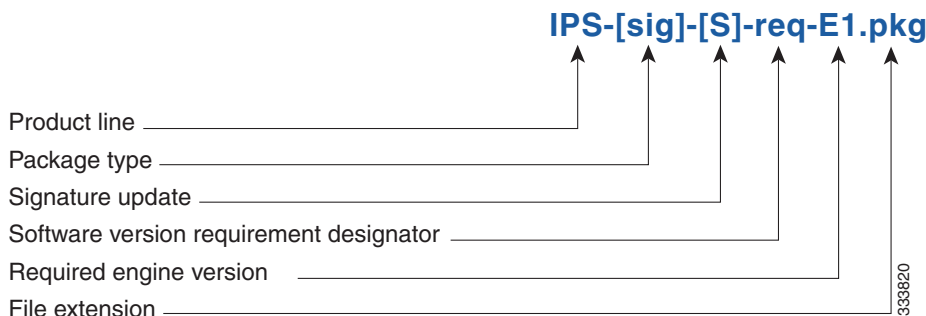 IPS-[sig]-[S]-req-E1.pkg
Product line
Package type
Signature update
Software version requirement designator
Required engine version
File extension
333820